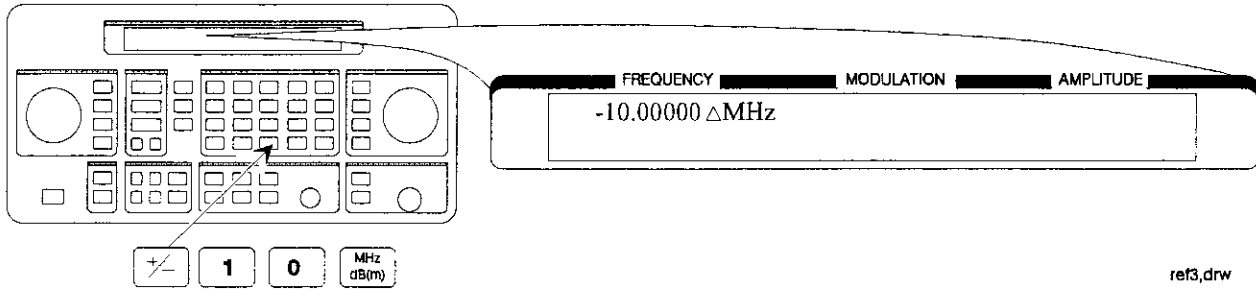 FREQUENCY MODULATION AMPLITUDE
-10.00000 △MHz
+/− 1 0 MHz dB(m)
ref3,drw